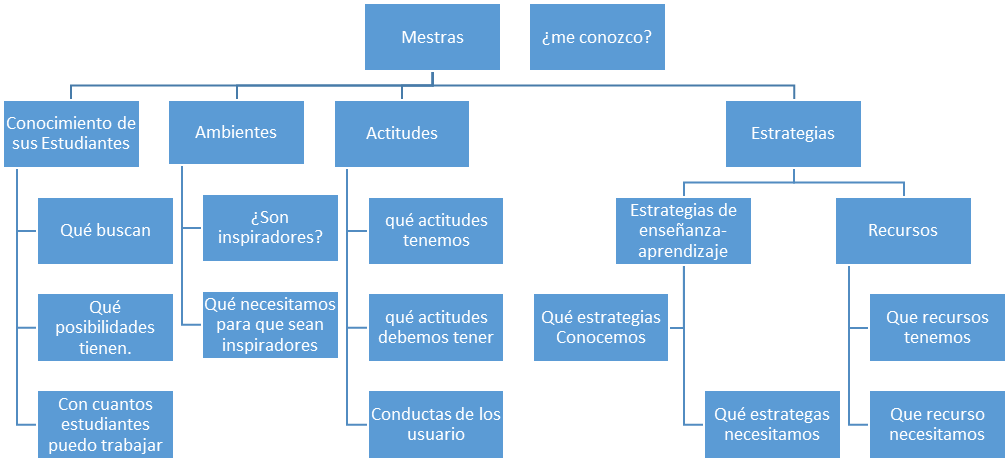 Mestras
¿me conozco?
Conocimiento de
sus Estudiantes
Ambientes
Actitudes
Estrategias
Qué buscan
Qué
posibilidades
tienen.
Con cuantos
estudiantes
puedo trabajar
¿Son
inspiradores?
Qué necesitamos
para que sean
inspiradores
qué actitudes
tenemos
qué actitudes
debemos tener
Conductas de los
usuario
Estrategias de
enseñanza-
aprendizaje
Recursos
Qué estrategias
Conocemos
Qué estrategas
necesitamos
Que recursos
tenemos
Que recurso
necesitamos